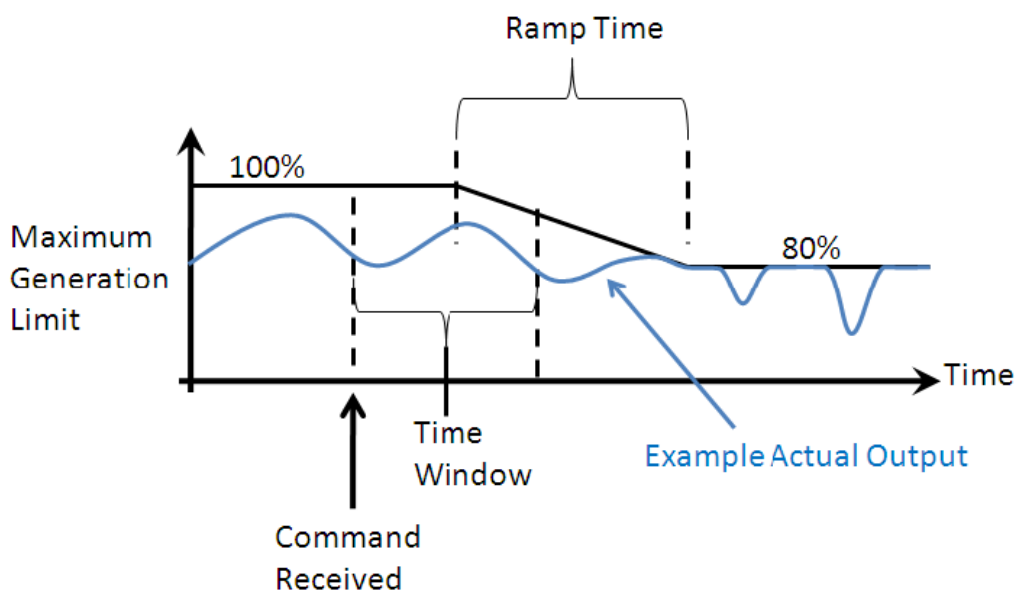 Ramp Time
100%
Maximum
Generation
Limit
80%
Time
Time
Window
Example Actual Output
Command
Received